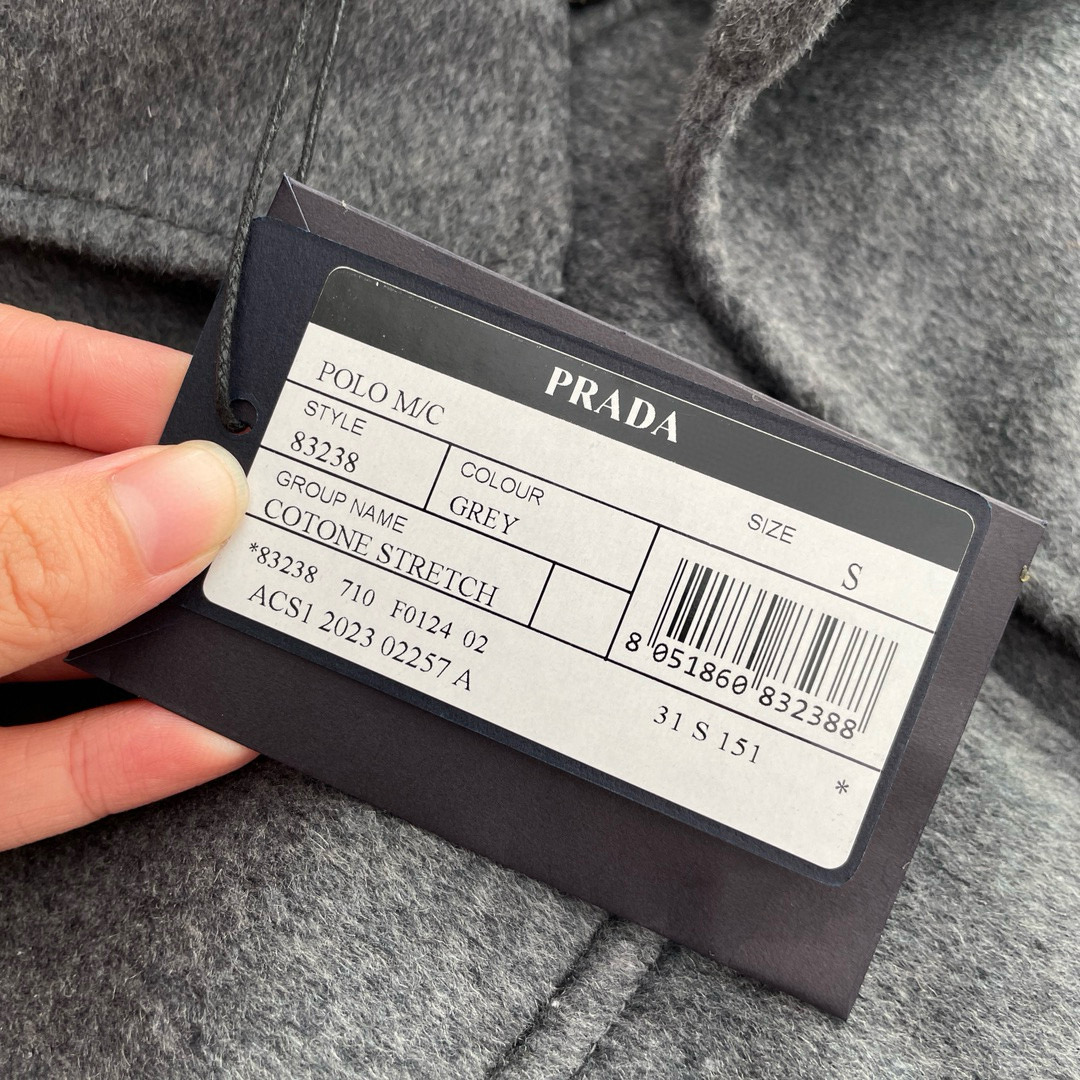 PRADA
POLO M/C
STYLE
83238
COLOUR
GREY
SIZE
S
GROUP NAME
COTONE STRETCH
*83238 710 F0124 02
ACS1 2023 02257 A
8 051860 832388
31 S 151
*